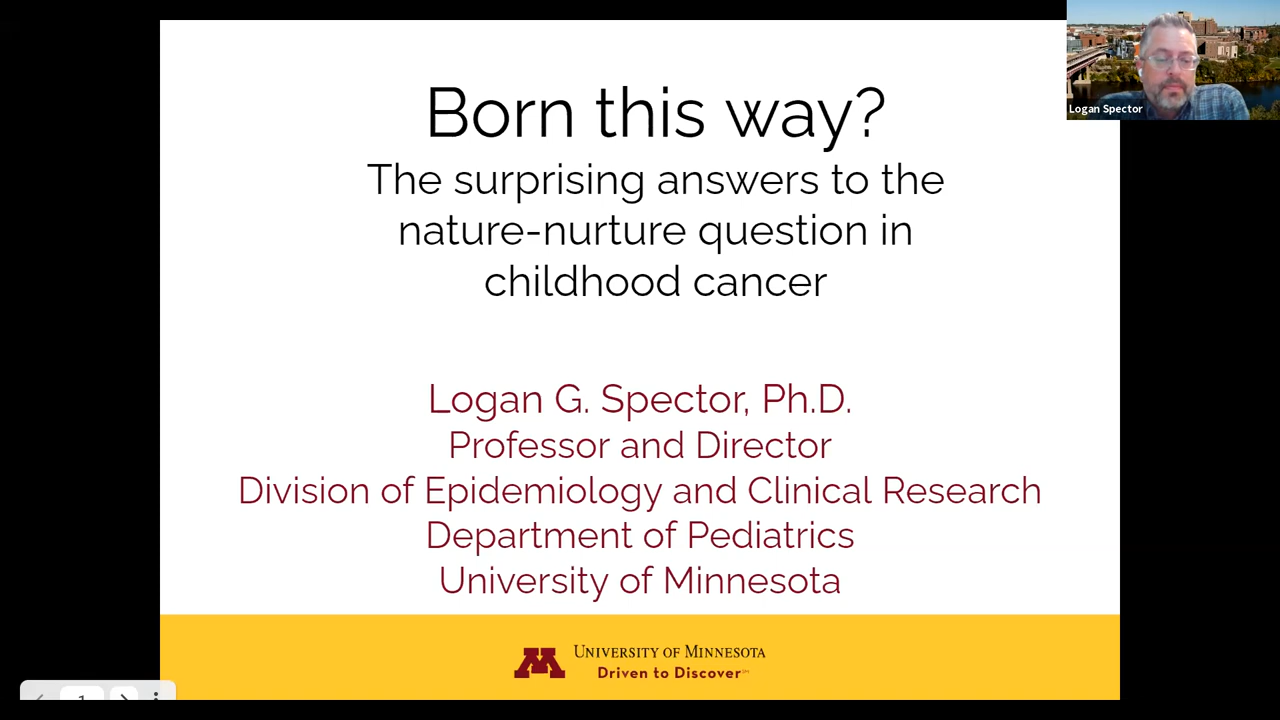 Born this way?
The surprising answers to the
nature-nurture question in
childhood cancer
Logan G. Spector, Ph.D.
Professor and Director
Division of Epidemiology and Clinical Research
Department of Pediatrics
University of Minnesota
M UNIVERSITY OF MINNESOTA
Driven to Discover℠
Logan Spector
1